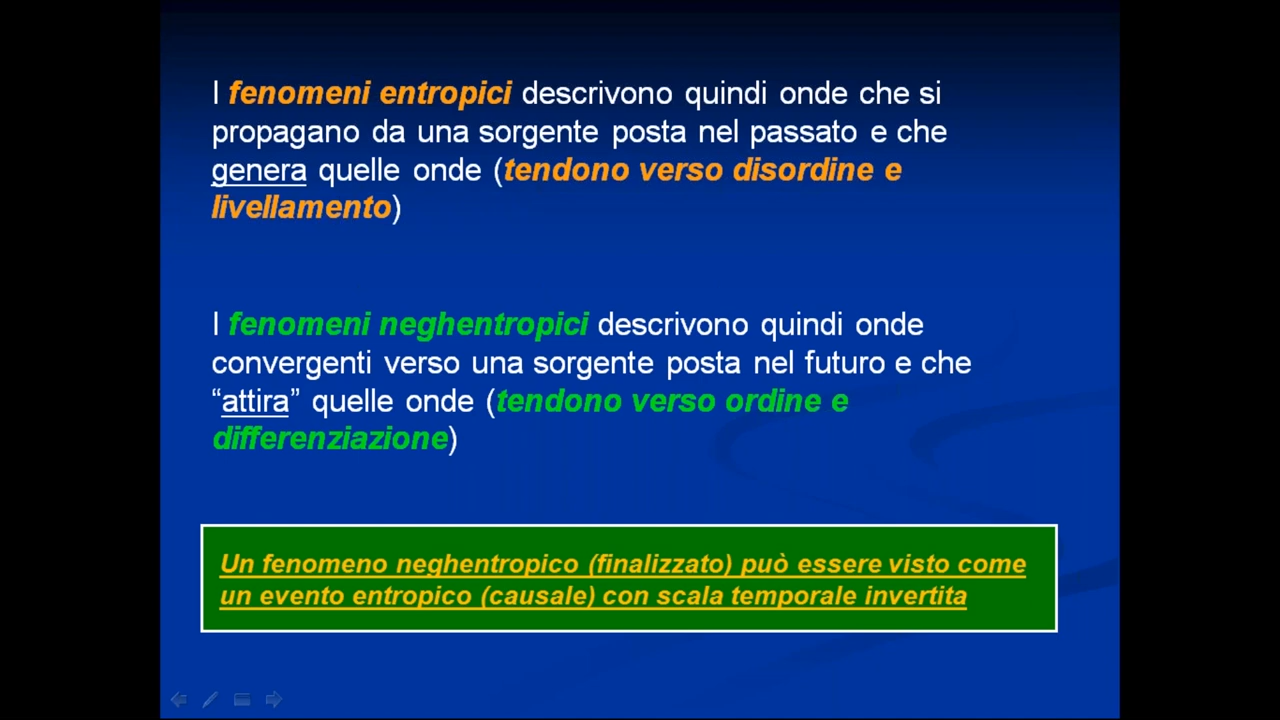 I fenomeni entropici descrivono quindi onde che si
propagano da una sorgente posta nel passato e che
genera quelle onde (tendono verso disordine e
livellamento)
I fenomeni neghentropici descrivono quindi onde
convergenti verso una sorgente posta nel futuro e che
“attira” quelle onde (tendono verso ordine e
differenziazione)
Un fenomeno neghentropico (finalizzato) può essere visto come
un evento entropico (causale) con scala temporale invertita